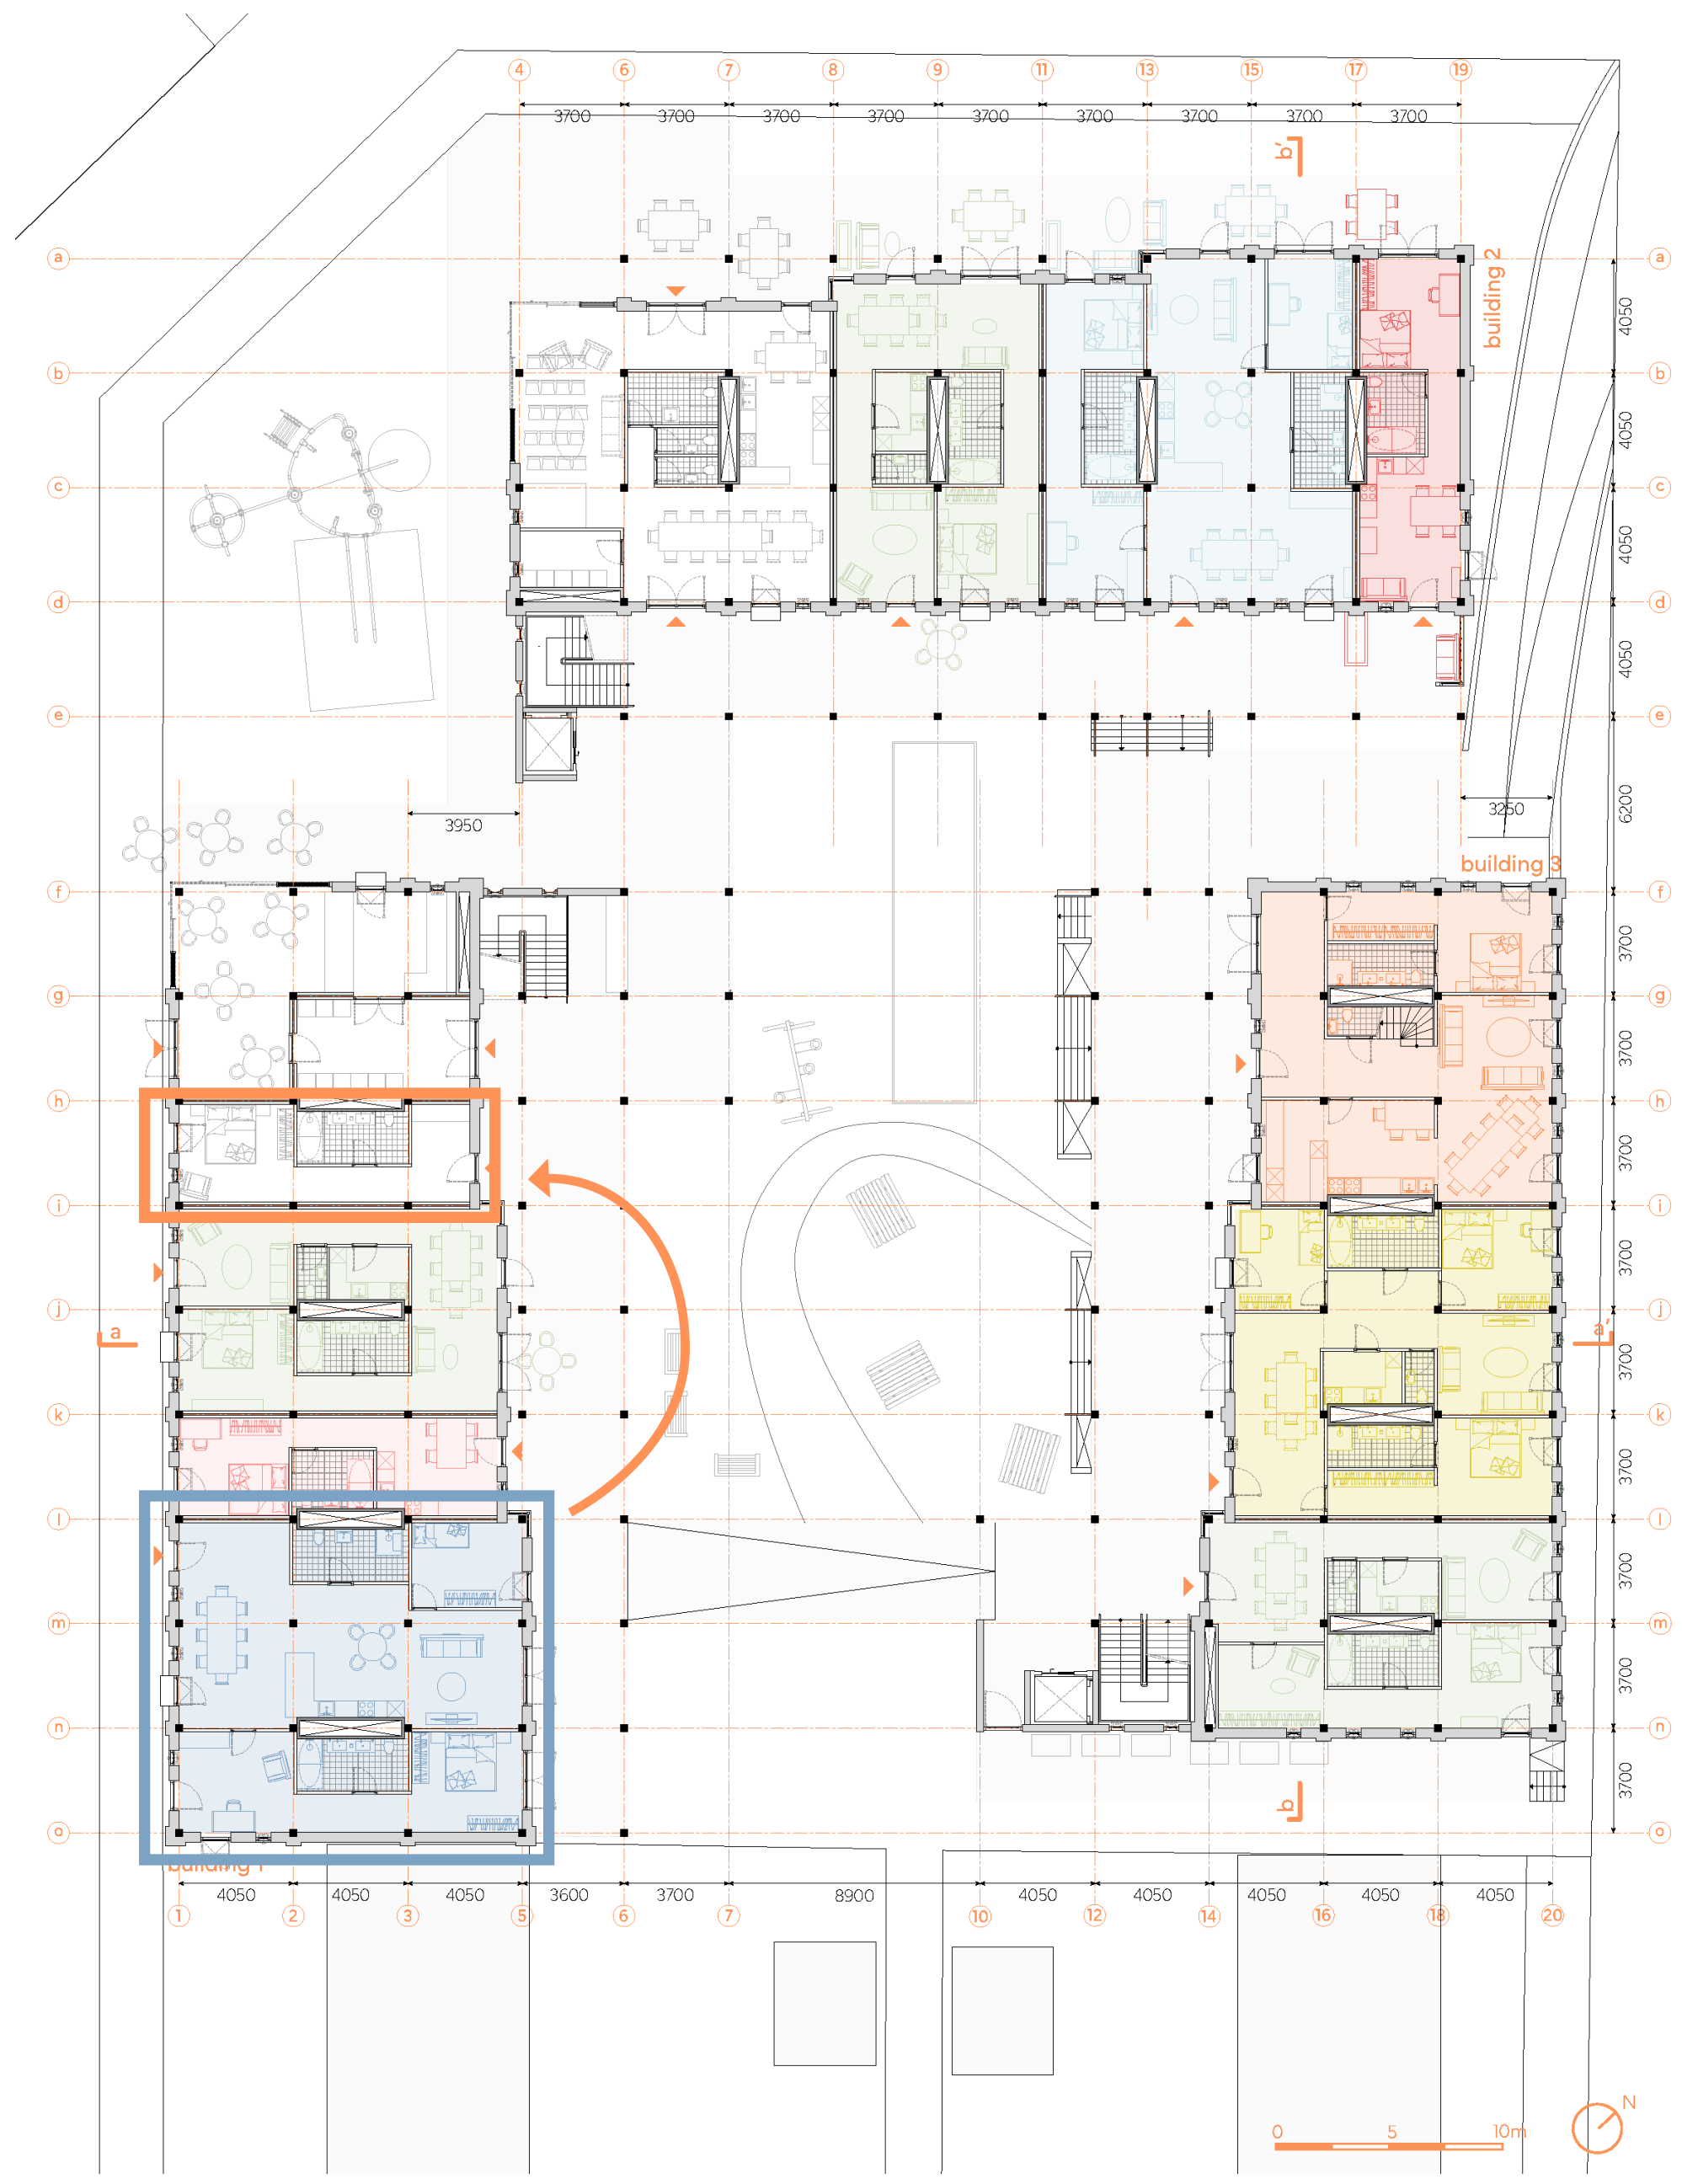 4 6 7 8 9 11 13 15 17 19
3700 3700 3700 3700 3700 3700 3700 3700 3700
b'
a a
building 2
4050
b b
4050
c c
4050
d d
4050
e e
6200
3950
3250
building 3
f f
3700
g g
3700
h h
3700
i i
3700
j j
a a'
3700
k k
3700
l l
3700
m m
3700
n n
3700
b
o o
building 1
4050 4050 4050 3600 3700 8900 4050 4050 4050 4050 4050
1 2 3 5 6 7 10 12 14 16 18 20
N
0 5 10m